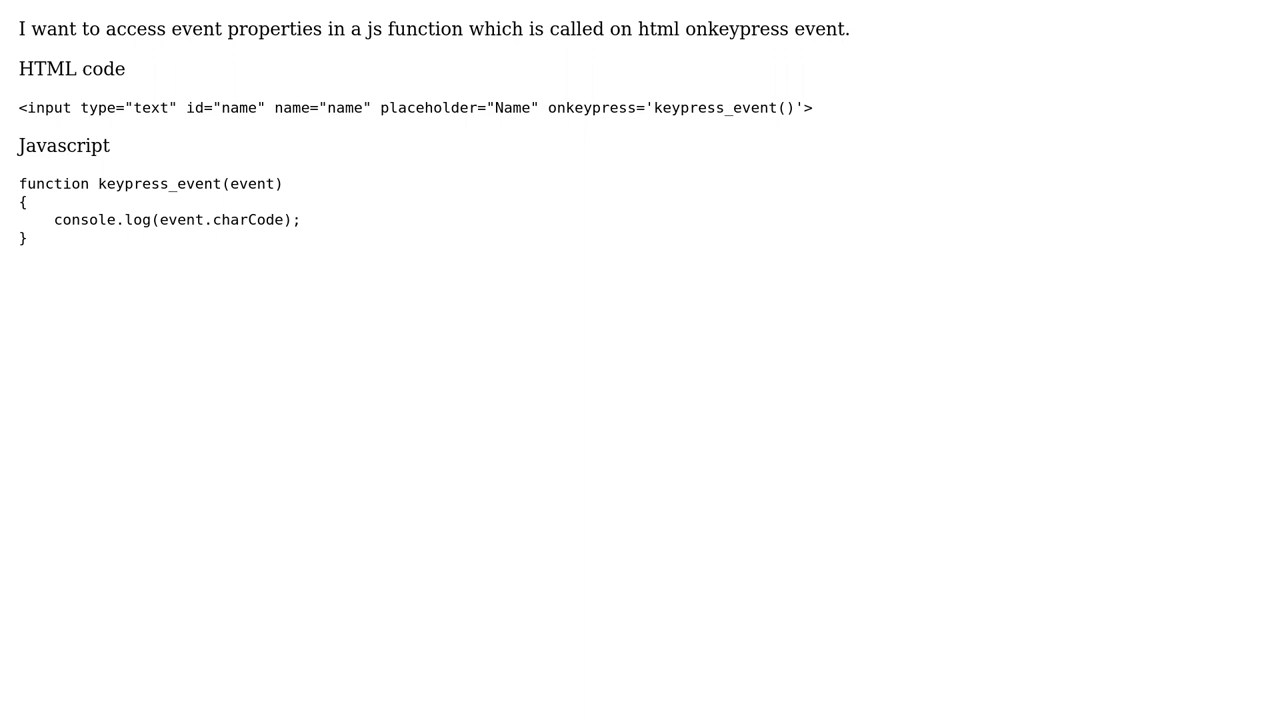 I want to access event properties in a js function which is called on html onkeypress event.
HTML code
<input type="text" id="name" name="name" placeholder="Name" onkeypress='keypress_event()'>
Javascript
function keypress_event(event)
{
    console.log(event.charCode);
}